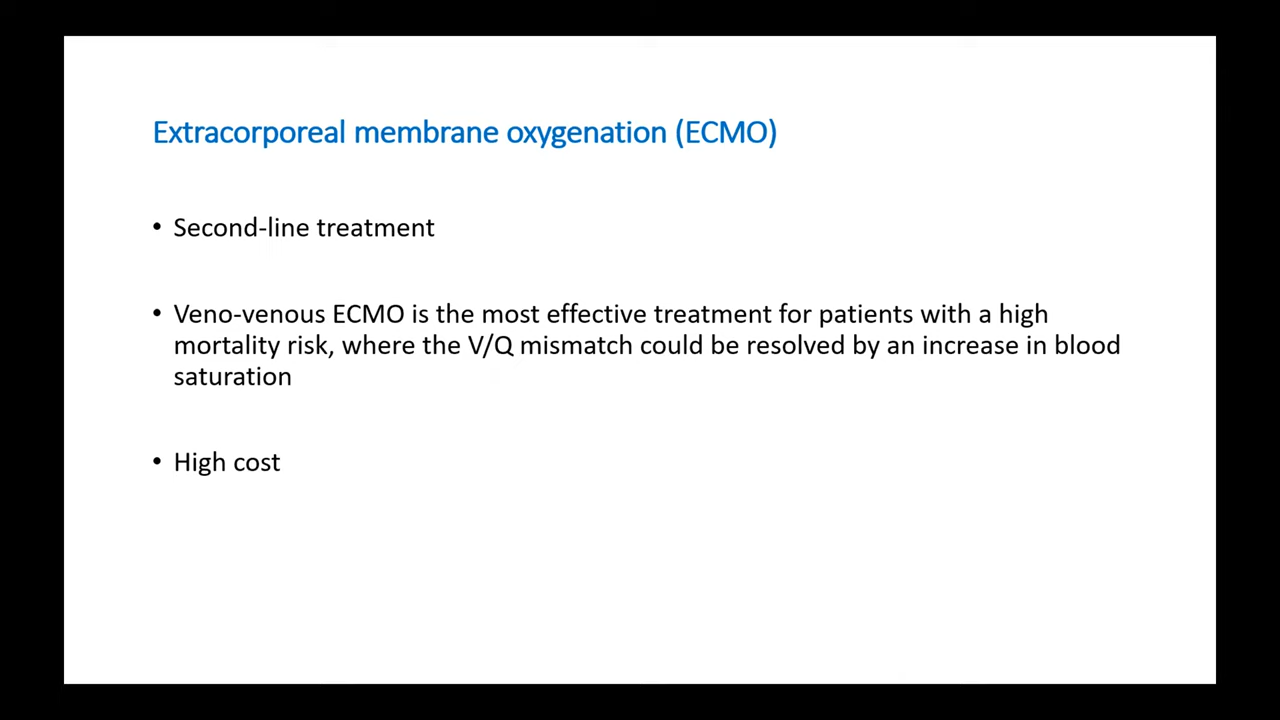 Extracorporeal membrane oxygenation (ECMO)
• Second-line treatment
• Veno-venous ECMO is the most effective treatment for patients with a high
mortality risk, where the V/Q mismatch could be resolved by an increase in blood
saturation
• High cost